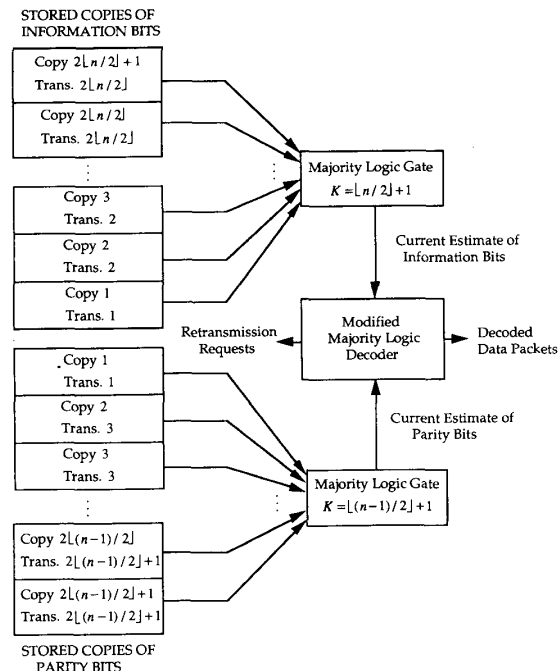 STORED COPIES OF
INFORMATION BITS
Copy 2⌊n/2⌋+1
Trans. 2⌊n/2⌋
Copy 2⌊n/2⌋
Trans. 2⌊n/2⌋
Copy 3
Trans. 2
Copy 2
Trans. 2
Copy 1
Trans. 1
Majority Logic Gate
K=⌊n/2⌋+1
Current Estimate of
Information Bits
Retransmission
Requests
Modified
Majority Logic
Decoder
Decoded
Data Packets
Copy 1
Trans. 1
Copy 2
Trans. 3
Copy 3
Trans. 3
Current Estimate of
Parity Bits
Majority Logic Gate
K=⌊(n-1)/2⌋+1
Copy 2⌊(n-1)/2⌋
Trans. 2⌊(n-1)/2⌋+1
Copy 2⌊(n-1)/2⌋+1
Trans. 2⌊(n-1)/2⌋+1
STORED COPIES OF
PARITY BITS